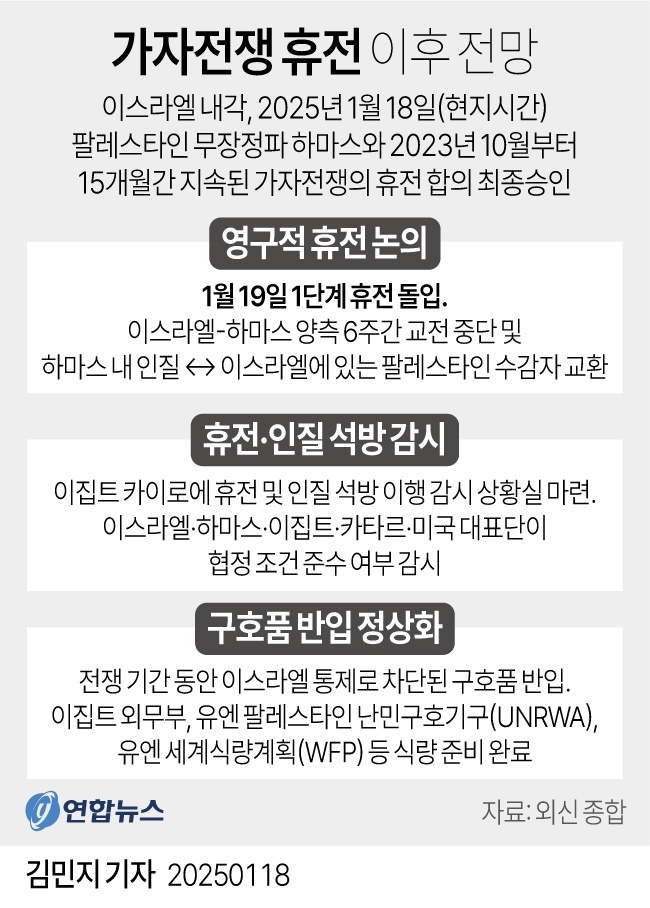 가자전쟁 휴전 이후 전망
이스라엘 내각, 2025년 1월 18일(현지시간)
팔레스타인 무장정파 하마스와 2023년 10월부터
15개월간 지속된 가자전쟁의 휴전 합의 최종승인
영구적 휴전 논의
1월 19일 1단계 휴전 돌입.
이스라엘-하마스 양측 6주간 교전 중단 및
하마스 내 인질 ↔ 이스라엘에 있는 팔레스타인 수감자 교환
휴전·인질 석방 감시
이집트 카이로에 휴전 및 인질 석방 이행 감시 상황실 마련.
이스라엘·하마스·이집트·카타르·미국 대표단이
협정 조건 준수 여부 감시
구호품 반입 정상화
전쟁 기간 동안 이스라엘 통제로 차단된 구호품 반입.
이집트 외무부, 유엔 팔레스타인 난민구호기구(UNRWA),
유엔 세계식량계획(WFP) 등 식량 준비 완료
y 연합뉴스
자료: 외신 종합
김민지 기자 20250118